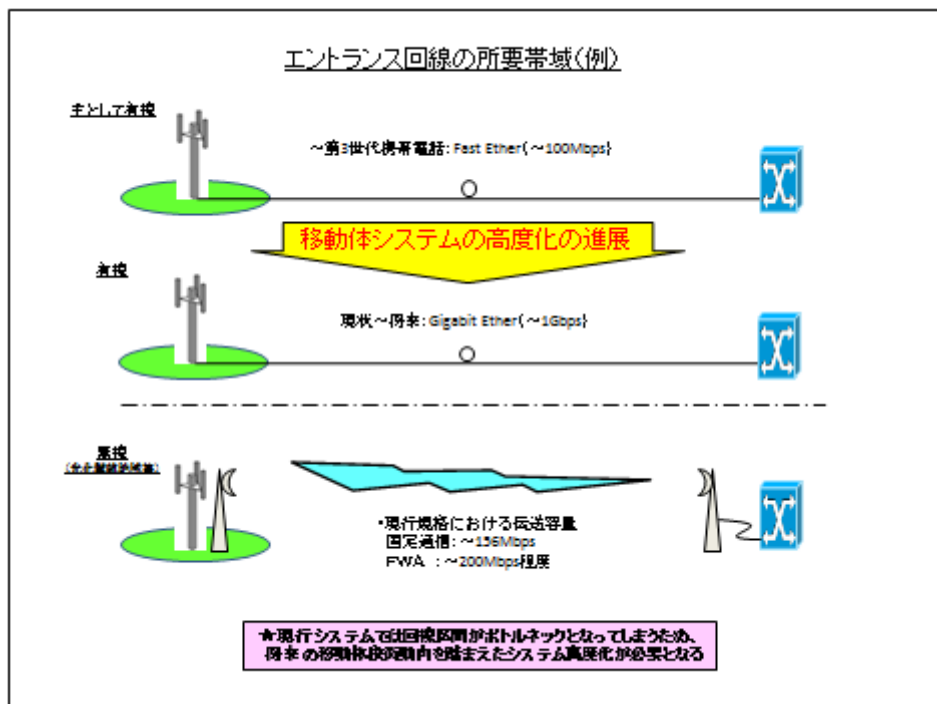 エントランス回線の所要帯域(例)
主として有線
～第3世代携帯電話: Fast Ether(～100Mbps)
移動体システムの高度化の進展
有線
現状～将来: Gigabit Ether(～1Gbps)
無線
・現行規格における伝送容量
固定通信: ～156Mbps
FWA : ～200Mbps程度
★現行システムでは回線区間がボトルネックとなってしまうため、
将来の移動体技術動向を踏まえたシステム高度化が必要となる